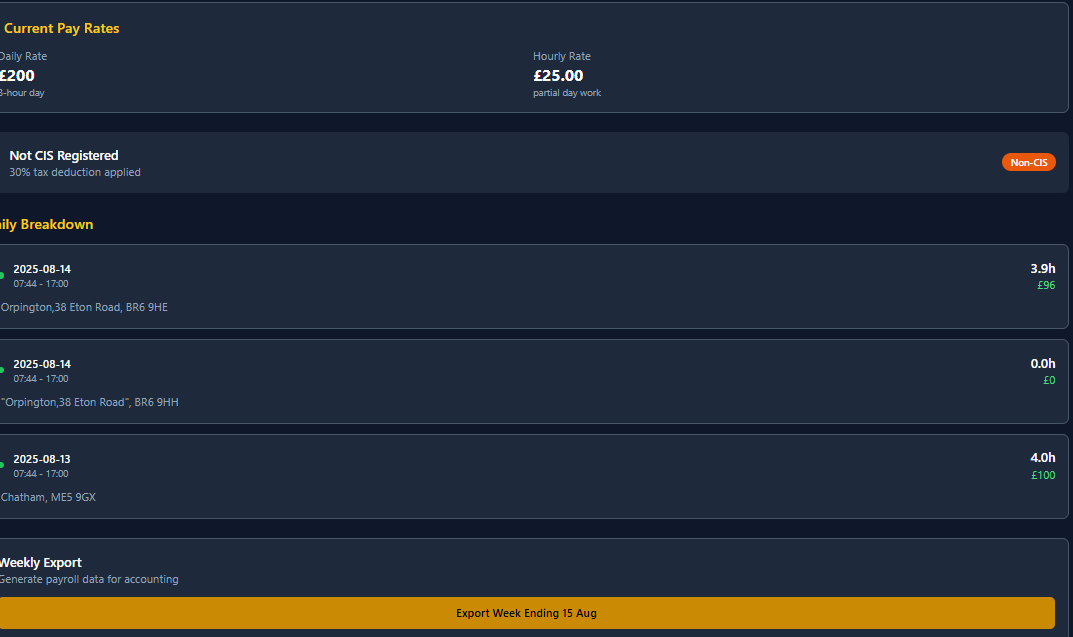 Current Pay Rates
Daily Rate
£200
8-hour day
Hourly Rate
£25.00
partial day work
Not CIS Registered
30% tax deduction applied
Non-CIS
ily Breakdown
2025-08-14
07:44 - 17:00
Orpington,38 Eton Road, BR6 9HE
3.9h
£96
2025-08-14
07:44 - 17:00
"Orpington,38 Eton Road", BR6 9HH
0.0h
£0
2025-08-13
07:44 - 17:00
Chatham, ME5 9GX
4.0h
£100
Weekly Export
Generate payroll data for accounting
Export Week Ending 15 Aug